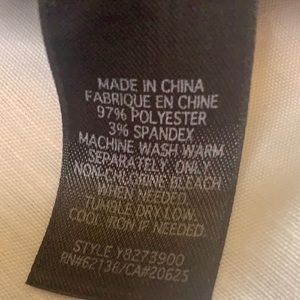 MADE IN CHINA
FABRIQUE EN CHINE
97% POLYESTER
3% SPANDEX
MACHINE WASH WARM
SEPARATELY ONLY
NON-CHLORINE BLEACH
WHEN NEEDED.
TUMBLE DRY LOW.
COOL IRON IF NEEDED.
STYLE Y8273900
RN#62136/CA#20625